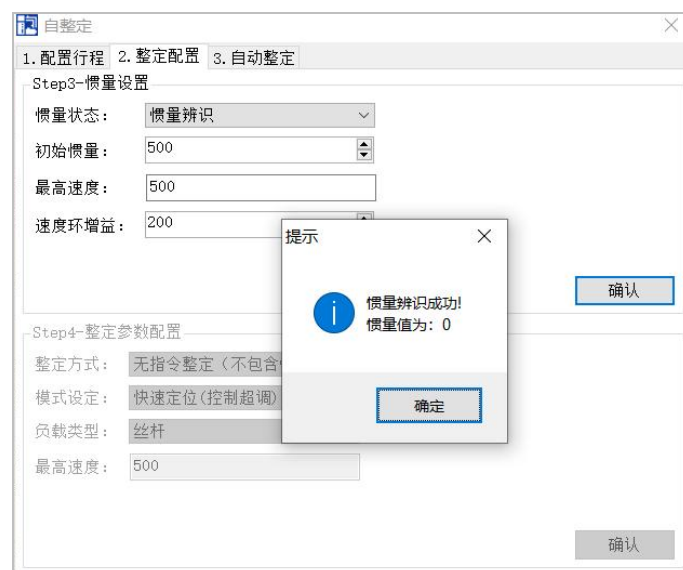 自整定
1.配置行程 2.整定配置 3.自动整定
Step3-惯量设置
惯量状态： 惯量辨识
初始惯量： 500
最高速度： 500
速度环增益： 200
提示
惯量辨识成功!
惯量值为: 0
确定
确认
Step4-整定参数配置
整定方式： 无指令整定（不包含
模式设定： 快速定位(控制超调)
负载类型： 丝杆
最高速度： 500
确认